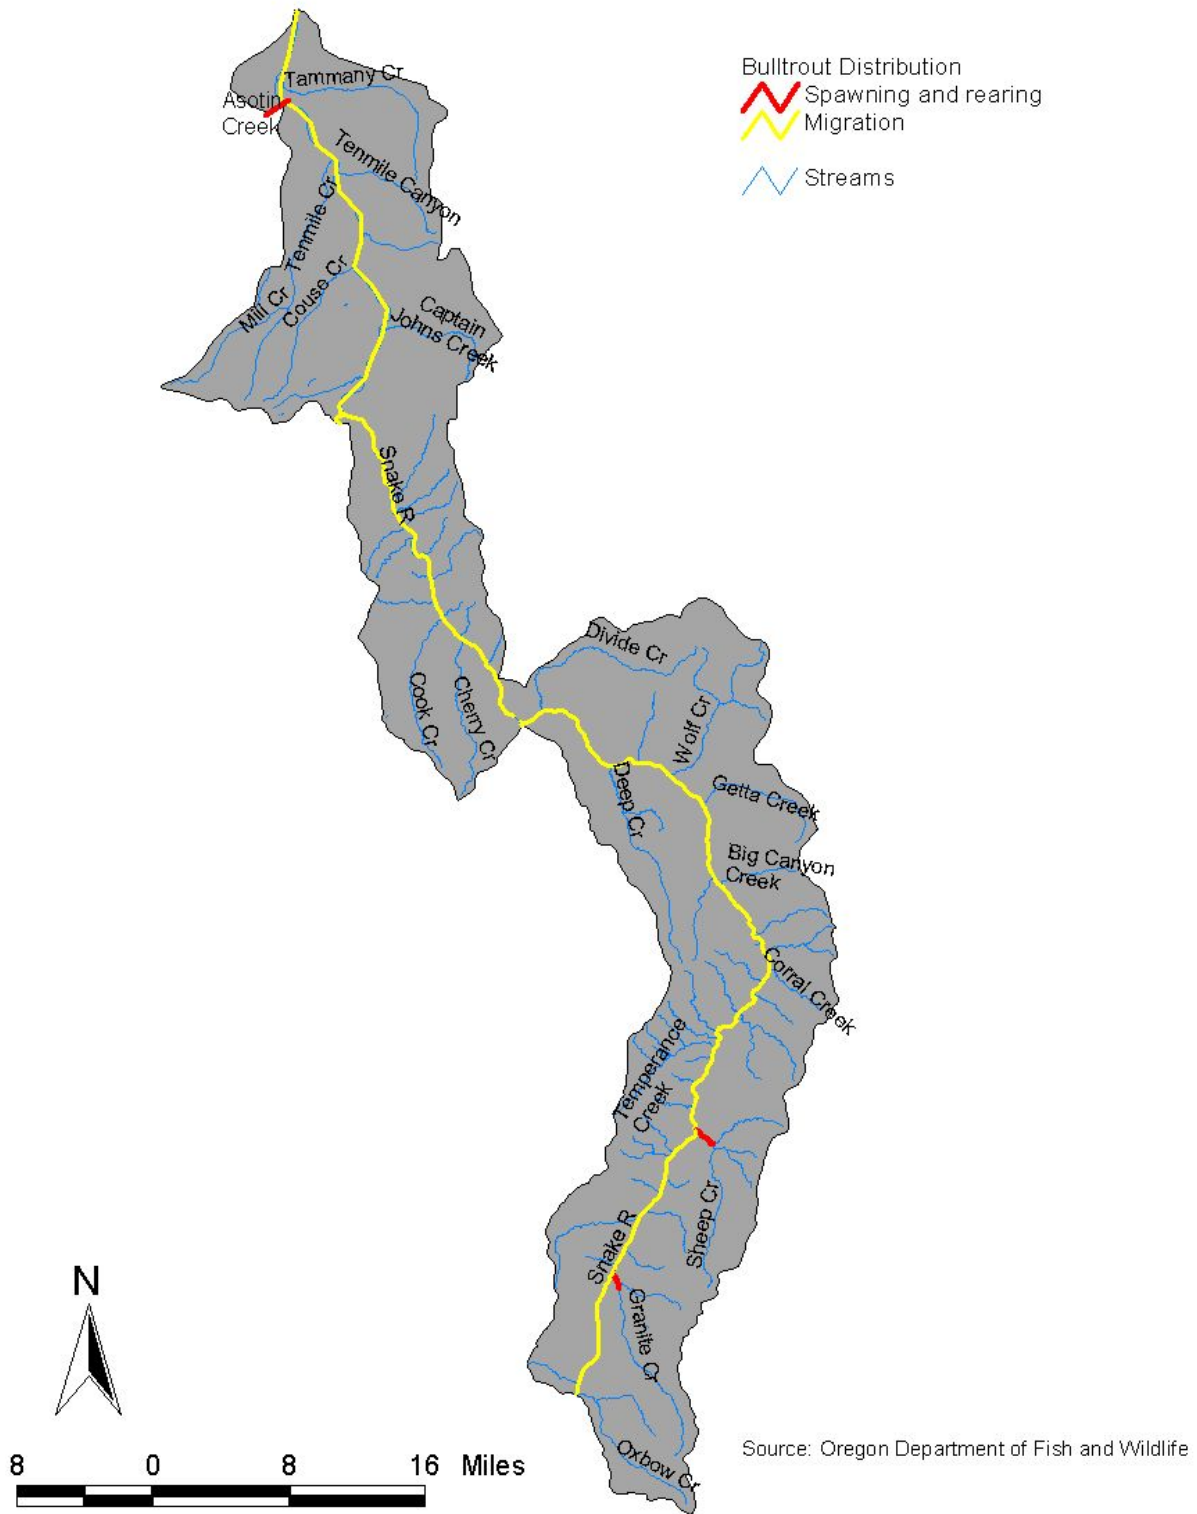 Bulltrout Distribution
Spawning and rearing
Migration
Streams
Tammany Cr
Asotin
Creek
Tenmile Canyon
Tenmile Cr
Mill Cr
Couse Cr
Captain
Johns Creek
Snake R
Divide Cr
Cook Cr
Cherry Cr
Wolf Cr
Deep Cr
Getta Creek
Big Canyon
Creek
Corral Creek
Temperance
Creek
Sheep Cr
Snake R
Granite Cr
Oxbow Cr
N
8 0 8 16 Miles
Source: Oregon Department of Fish and Wildlife